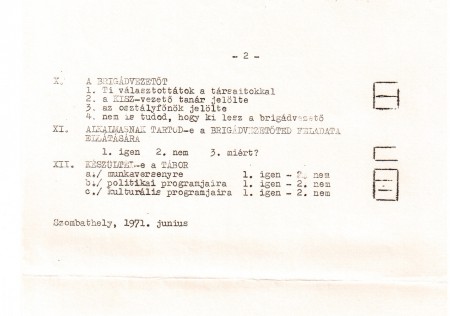 - 2 -
X. A BRIGÁDVEZETŐT
1. Ti választottátok a társaitokkal
2. a KISZ-vezető tanár jelölte
3. az osztályfőnök jelölte
4. nem is tudod, hogy ki lesz a brigádvezető
XI. ALKALMASNAK TARTOD-e a BRIGÁDVEZETŐTÖD FELADATA
ELLÁTÁSÁRA
1. igen 2. nem 3. miért?
XII. KÉSZÜLTEK-e a TÁBOR
a./ munkaversenyre 1. igen - 2. nem
b./ politikai programjaira 1. igen - 2. nem
c./ kulturális programjaira 1. igen - 2. nem
Szombathely, 1971. junius